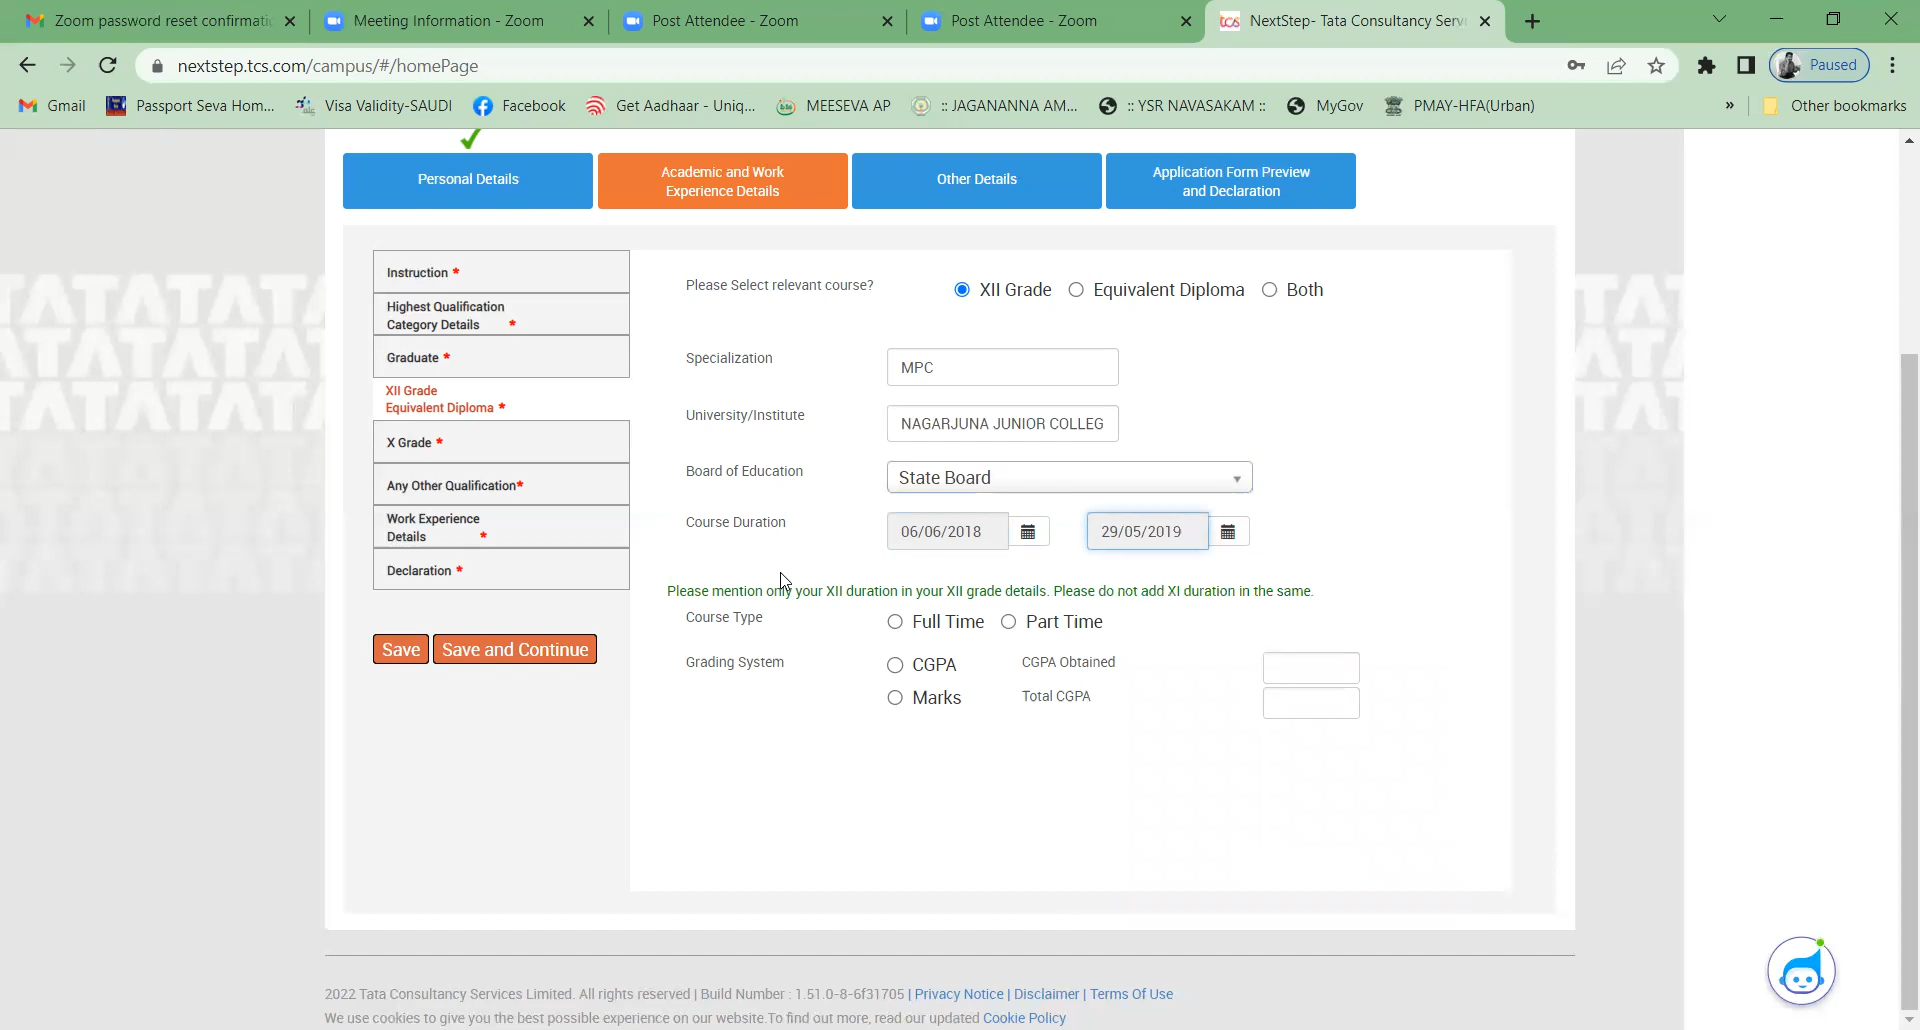 Zoom password reset confirmati
Meeting Information - Zoom
Post Attendee - Zoom
Post Attendee - Zoom
tcs NextStep- Tata Consultancy Serv
nextstep.tcs.com/campus/#/homePage
Paused
Gmail
Passport Seva Hom...
Visa Validity-SAUDI
Facebook
Get Aadhaar - Uniq...
MEESEVA AP
:: JAGANANNA AM...
:: YSR NAVASAKAM ::
MyGov
PMAY-HFA(Urban)
»
Other bookmarks
Personal Details
Academic and Work
Experience Details
Other Details
Application Form Preview
and Declaration
Instruction *
Highest Qualification
Category Details *
Graduate *
XII Grade
Equivalent Diploma *
X Grade *
Any Other Qualification*
Work Experience
Details *
Declaration *
Save
Save and Continue
Please Select relevant course?
XII Grade
Equivalent Diploma
Both
Specialization
MPC
University/Institute
NAGARJUNA JUNIOR COLLEG
Board of Education
State Board
Course Duration
06/06/2018
29/05/2019
Please mention only your XII duration in your XII grade details. Please do not add XI duration in the same.
Course Type
Full Time
Part Time
Grading System
CGPA
CGPA Obtained
Marks
Total CGPA
2022 Tata Consultancy Services Limited. All rights reserved | Build Number : 1.51.0-8-6f31705 | Privacy Notice | Disclaimer | Terms Of Use
We use cookies to give you the best possible experience on our website.To find out more, read our updated Cookie Policy